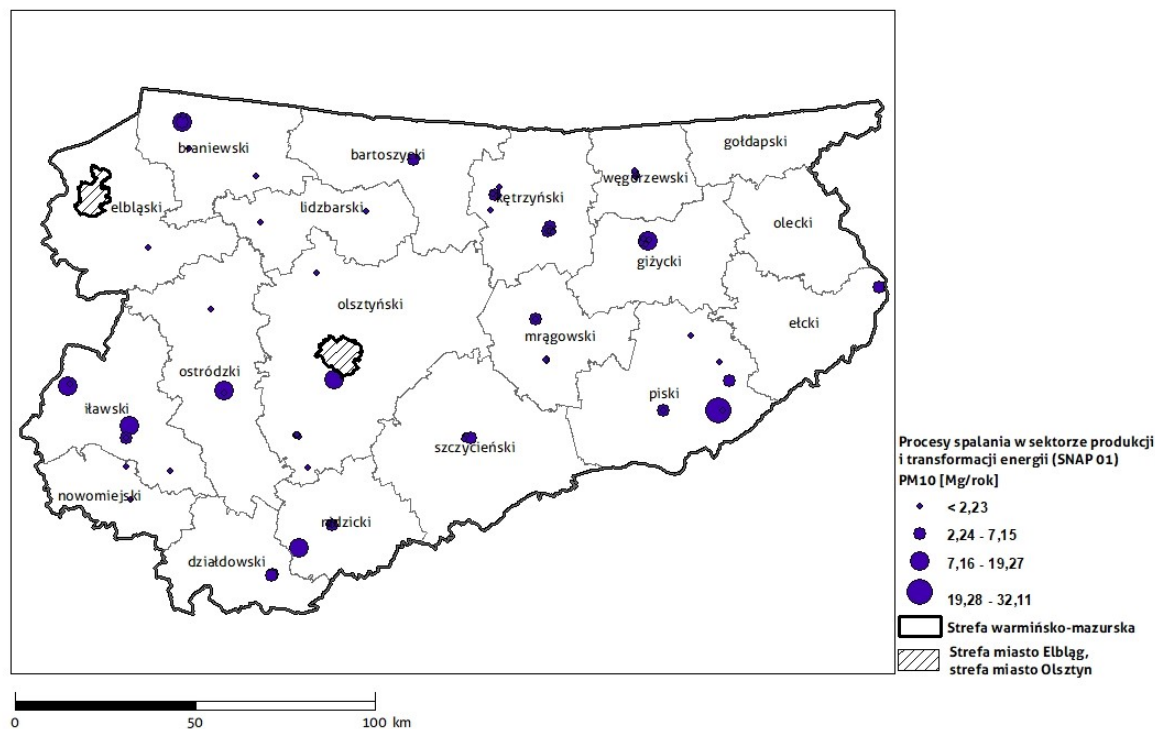 gołdapski
braniewski
bartoszycki
węgorzewski
kętrzyński
elbląski
lidzbarski
olecki
giżycki
olsztyński
ełcki
mrągowski
ostródzki
piski
iławski
szczycieński
nowomiejski
nidzicki
działdowski
Procesy spalania w sektorze produkcji
i transformacji energii (SNAP 01)
PM10 [Mg/rok]
< 2,23
2,24 - 7,15
7,16 - 19,27
19,28 - 32,11
Strefa warmińsko-mazurska
Strefa miasto Elbląg,
strefa miasto Olsztyn
0 50 100 km